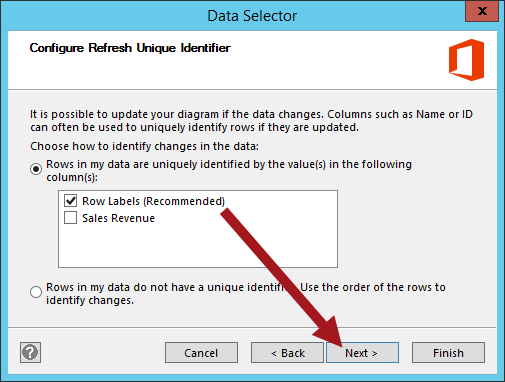 Data Selector
X
Configure Refresh Unique Identifier
It is possible to update your diagram if the data changes. Columns such as Name or ID
can often be used to uniquely identify rows if they are updated.
Choose how to identify changes in the data:
Rows in my data are uniquely identified by the value(s) in the following
column(s):
Row Labels (Recommended)
Sales Revenue
Rows in my data do not have a unique identifier. Use the order of the rows to
identify changes.
?
Cancel
< Back
Next >
Finish